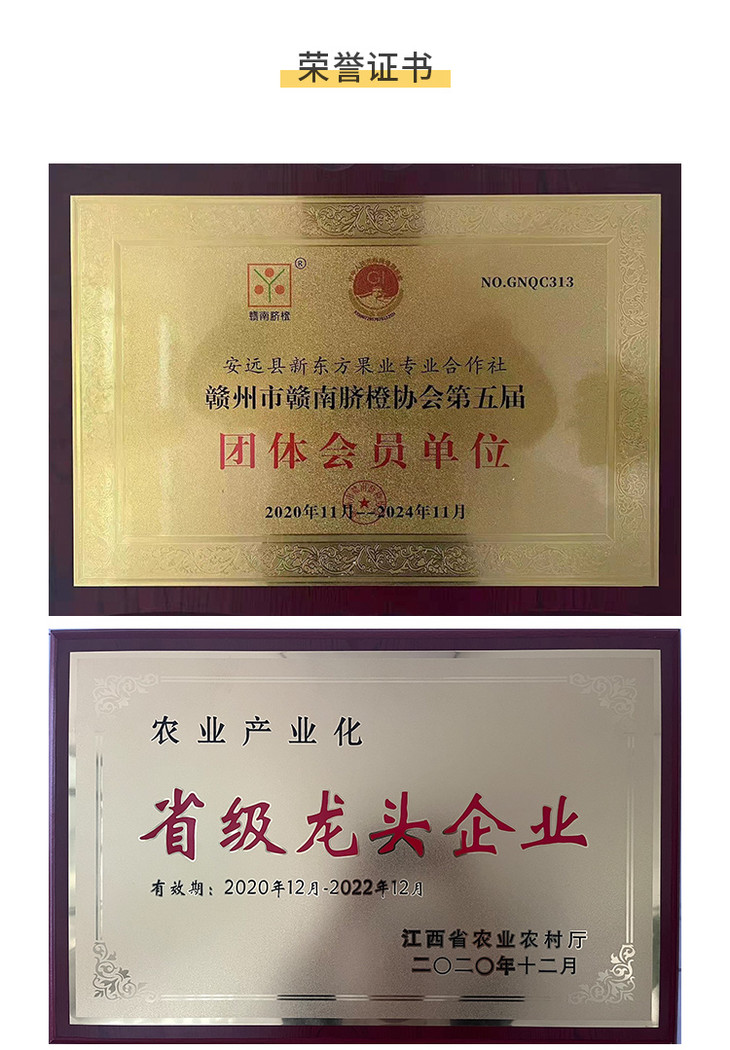 荣誉证书
®
赣南脐橙
GI
NO.GNQC313
安远县新东方果业专业合作社
赣州市赣南脐橙协会第五届
团体会员单位
2020年11月--2024年11月
农业产业化
省级龙头企业
有效期：2020年12月-2022年12月
江西省农业农村厅
二〇二〇年十二月